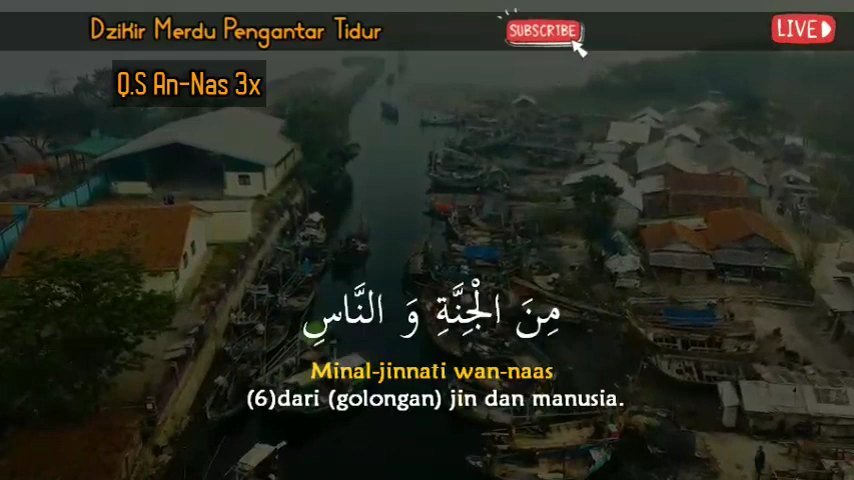 Dzikir Merdu Pengantar Tidur
SUBSCRIBE
LIVE
Q.S An-Nas 3x
مِنَ الْجِنَّةِ وَ النَّاسِ
Minal-jinnati wan-naas
(6)dari (golongan) jin dan manusia.